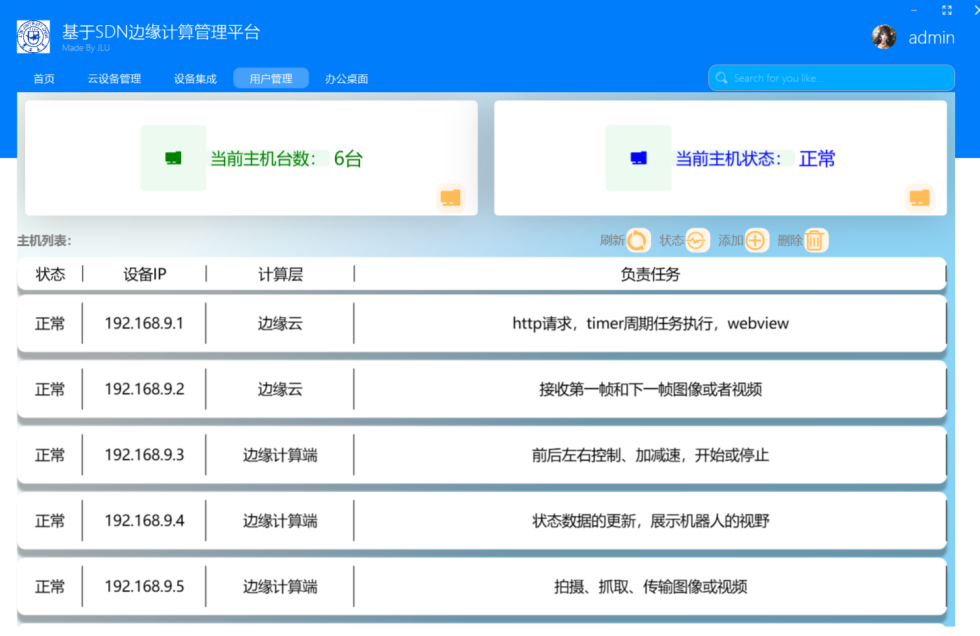 基于SDN边缘计算管理平台
Made By JLU
admin
首页 云设备管理 设备集成 用户管理 办公桌面
Search for you like...
当前主机台数： 6台
当前主机状态： 正常
主机列表：
刷新 状态 添加 删除
状态 设备IP 计算层 负责任务
正常 192.168.9.1 边缘云 http请求，timer周期任务执行，webview
正常 192.168.9.2 边缘云 接收第一帧和下一帧图像或者视频
正常 192.168.9.3 边缘计算端 前后左右控制、加减速，开始或停止
正常 192.168.9.4 边缘计算端 状态数据的更新，展示机器人的视野
正常 192.168.9.5 边缘计算端 拍摄、抓取、传输图像或视频